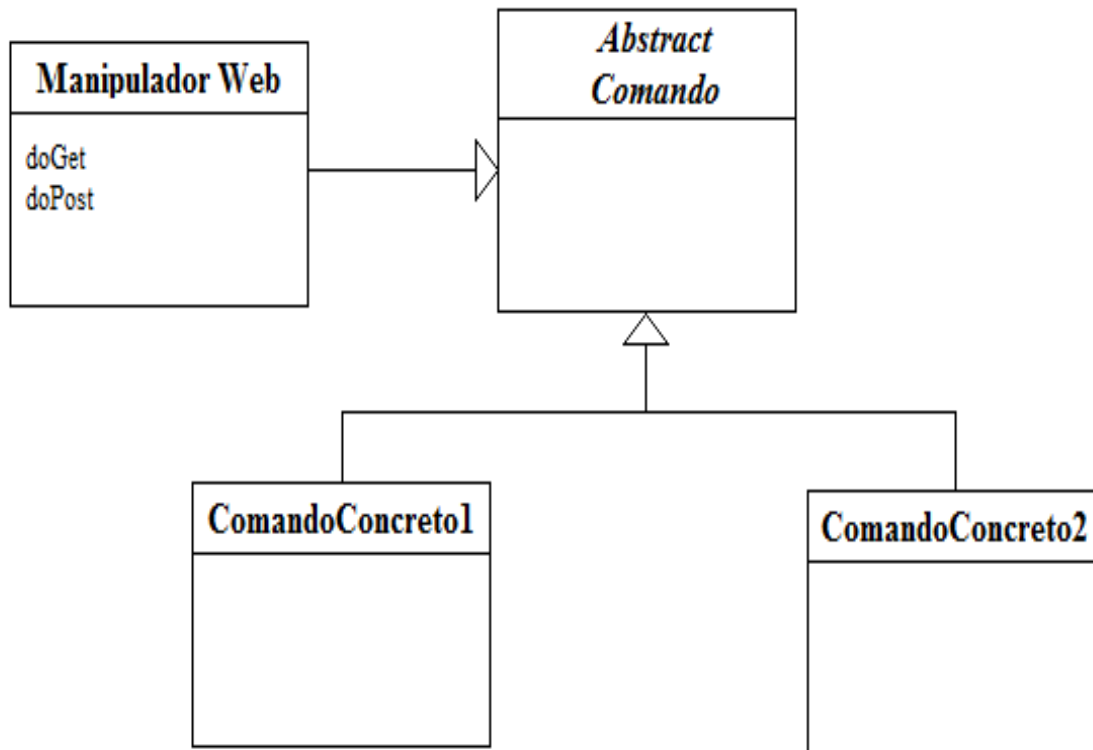 Manipulador Web
doGet
doPost
Abstract
Comando
ComandoConcreto1
ComandoConcreto2